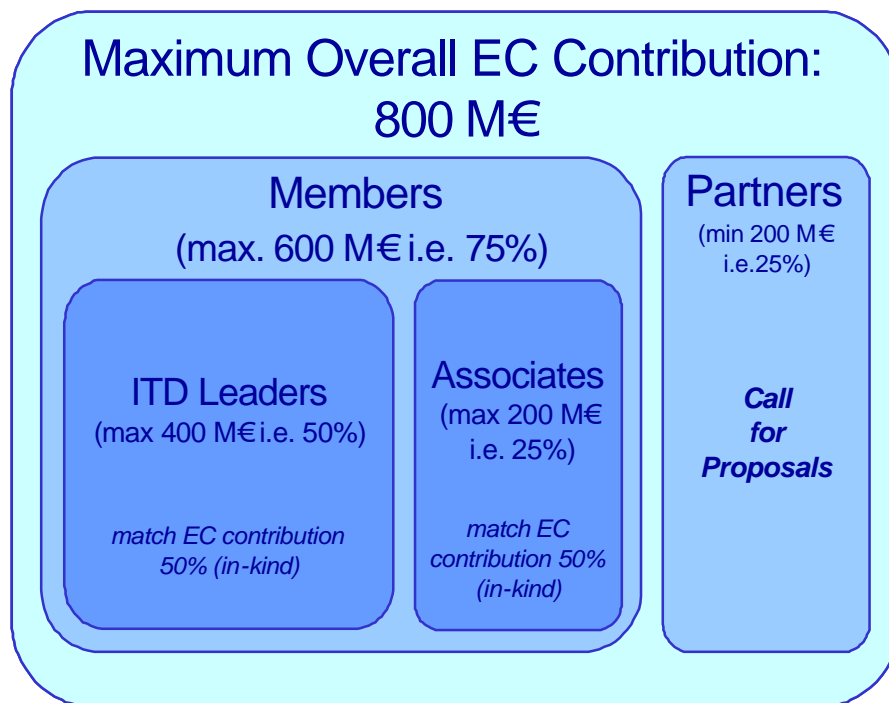 Maximum Overall EC Contribution:
800 M€
Members
(max. 600 M€ i.e. 75%)
ITD Leaders
(max 400 M€ i.e. 50%)
match EC contribution
50% (in-kind)
Associates
(max 200 M€
i.e. 25%)
match EC
contribution 50%
(in-kind)
Partners
(min 200 M€
i.e.25%)
Call
for
Proposals